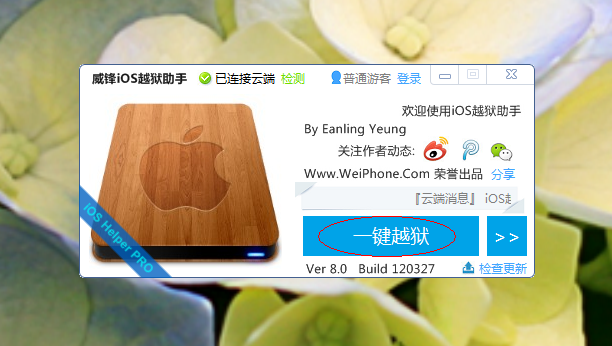 威锋iOS越狱助手 已连接云端 检测 普通游客 登录
欢迎使用iOS越狱助手
By Eanling Yeung
关注作者动态:
Www.WeiPhone.Com 荣誉出品 分享
『云端消息』 iOS越
iOS Helper PRO
一键越狱 >>
Ver 8.0 Build 120327 检查更新